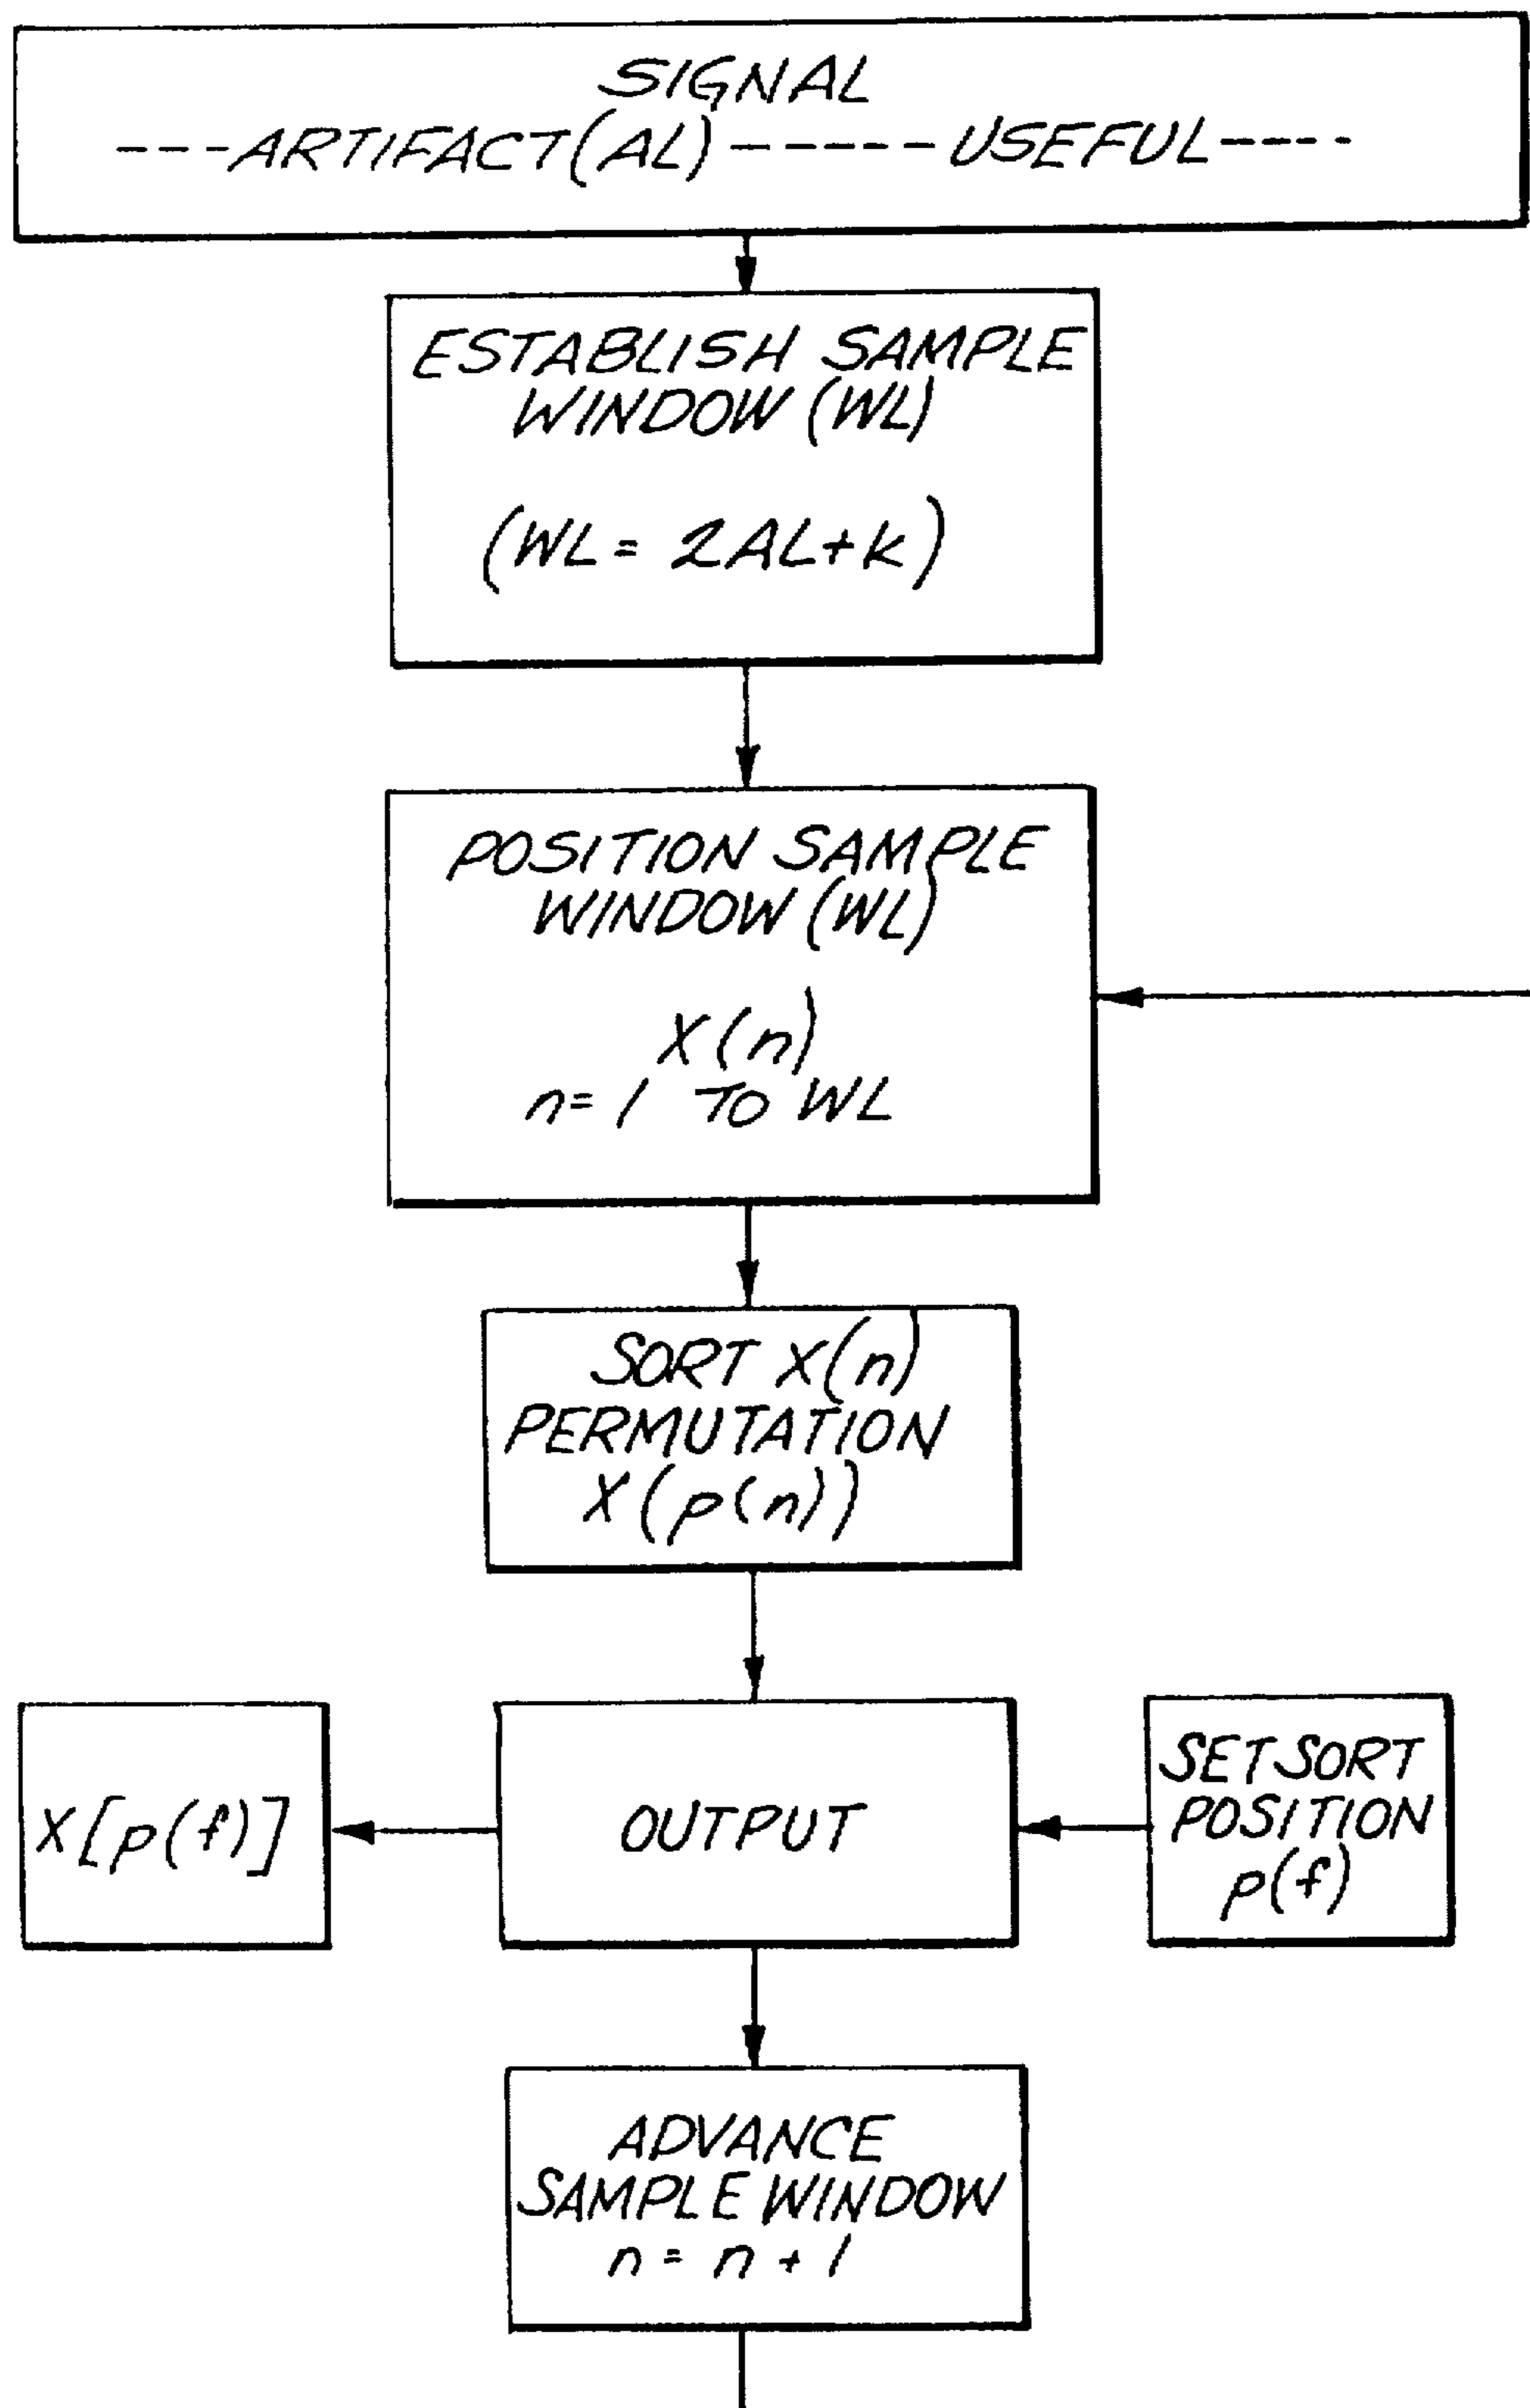 SIGNAL
---ARTIFACT(AL)------USEFUL----
ESTABLISH SAMPLE
WINDOW (WL)
(WL = 2AL+k)
POSITION SAMPLE
WINDOW (WL)
X(n)
n=1 TO WL
SORT X(n)
PERMUTATION
X(p(n))
X[p(f)]
OUTPUT
SET SORT
POSITION
p(f)
ADVANCE
SAMPLE WINDOW
n = n + 1